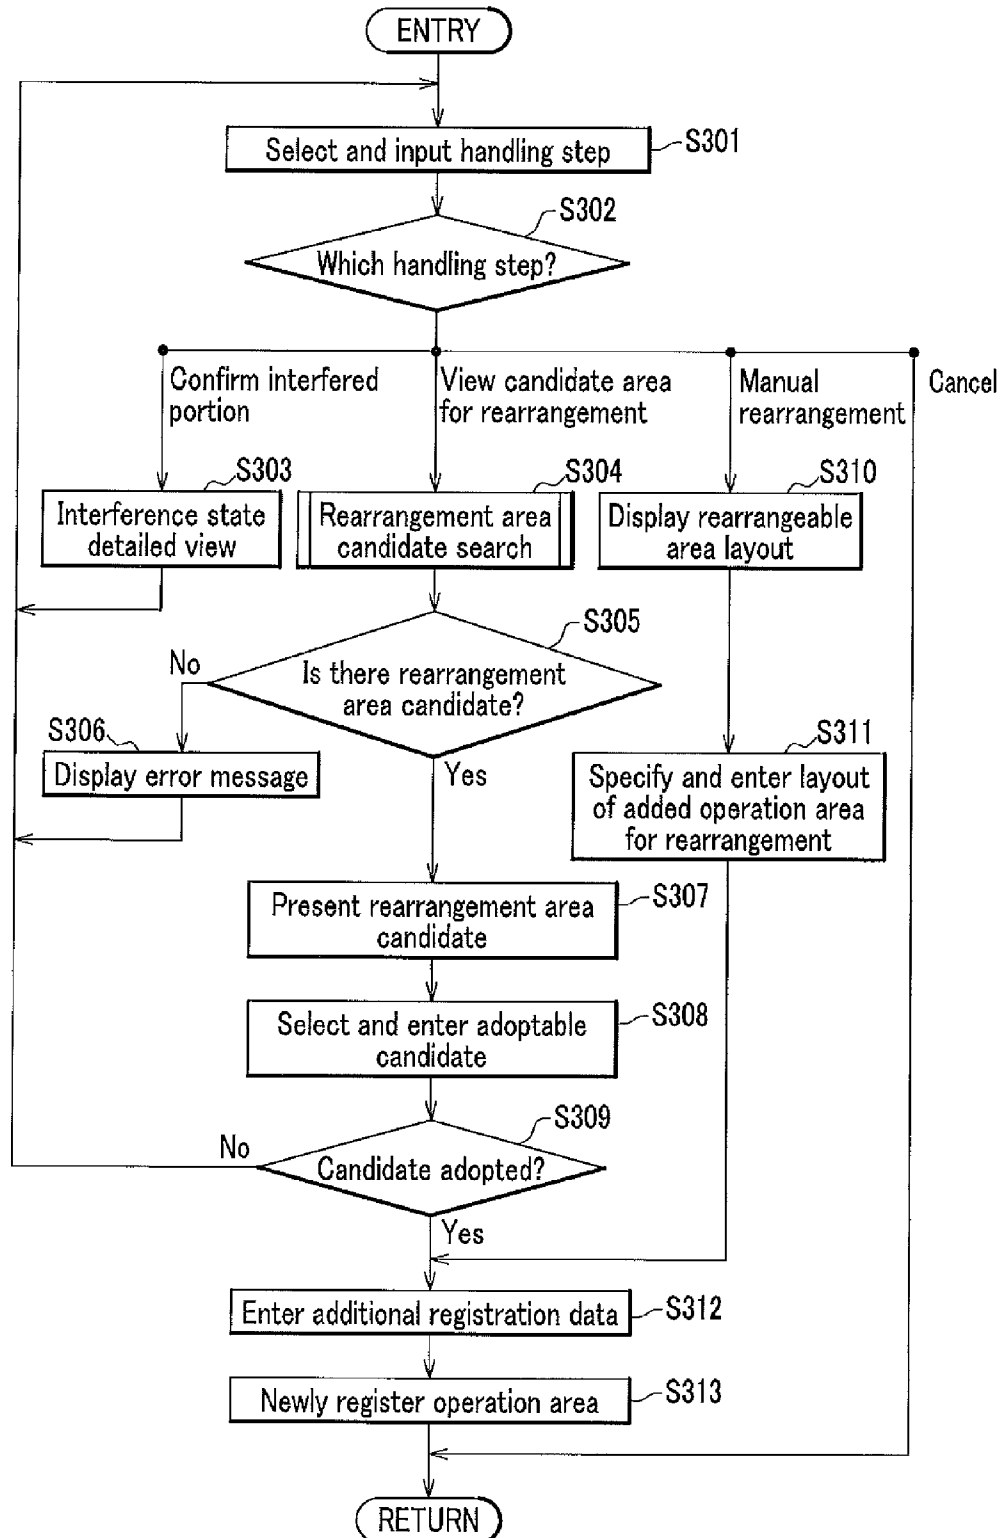 ENTRY
Select and input handling step
S301
S302
Which handling step?
Confirm interfered
portion
View candidate area
for rearrangement
Manual
rearrangement
Cancel
S303
Interference state
detailed view
S304
Rearrangement area
candidate search
S310
Display rearrangeable
area layout
S305
Is there rearrangement
area candidate?
No
Yes
S306
Display error message
S311
Specify and enter layout
of added operation area
for rearrangement
Present rearrangement area
candidate
S307
Select and enter adoptable
candidate
S308
S309
Candidate adopted?
No
Yes
Enter additional registration data
S312
Newly register operation area
S313
RETURN